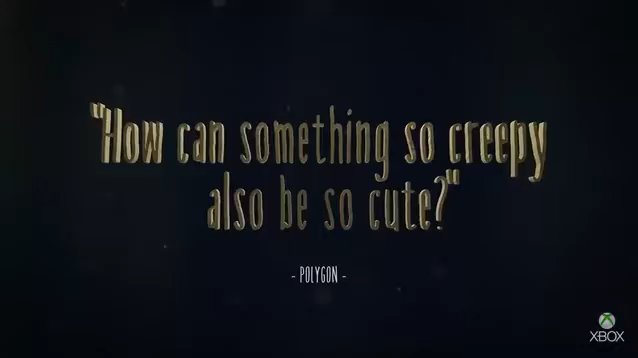 "How can something so creepy
also be so cute?"
- POLYGON -
XBOX